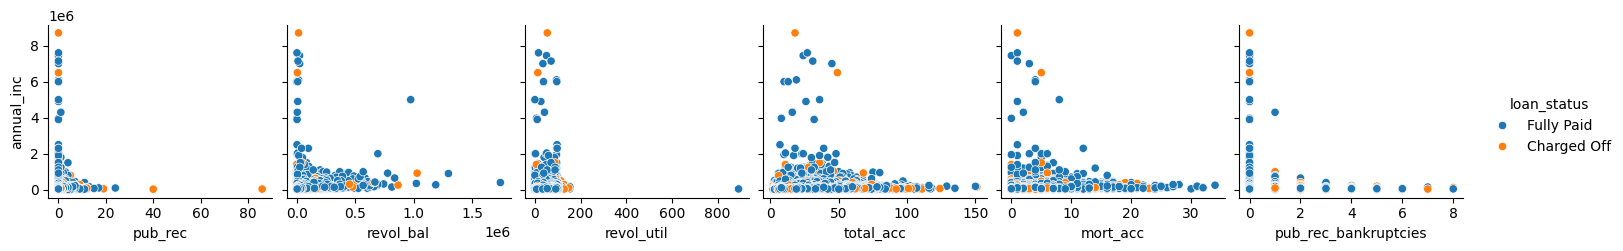 1e6
8
6
4
2
0
annual_inc
0 20 40 60 80
pub_rec
0.0 0.5 1.0 1.5
1e6
revol_bal
0 200 400 600 800
revol_util
0 50 100 150
total_acc
0 10 20 30
mort_acc
0 2 4 6 8
pub_rec_bankruptcies
loan_status
Fully Paid
Charged Off